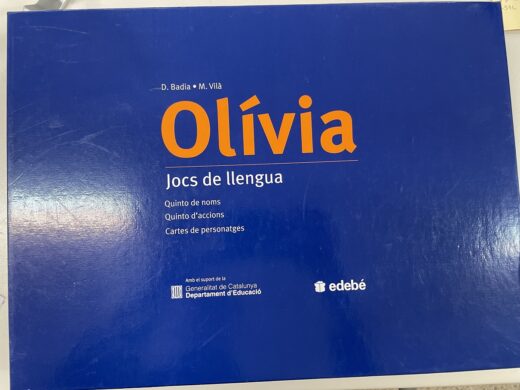 D. Badia • M. Vilà
Olívia
Jocs de llengua
Quinto de noms
Quinto d'accions
Cartes de personatges
Amb el suport de la
Generalitat de Catalunya
Departament d'Educació
edebé